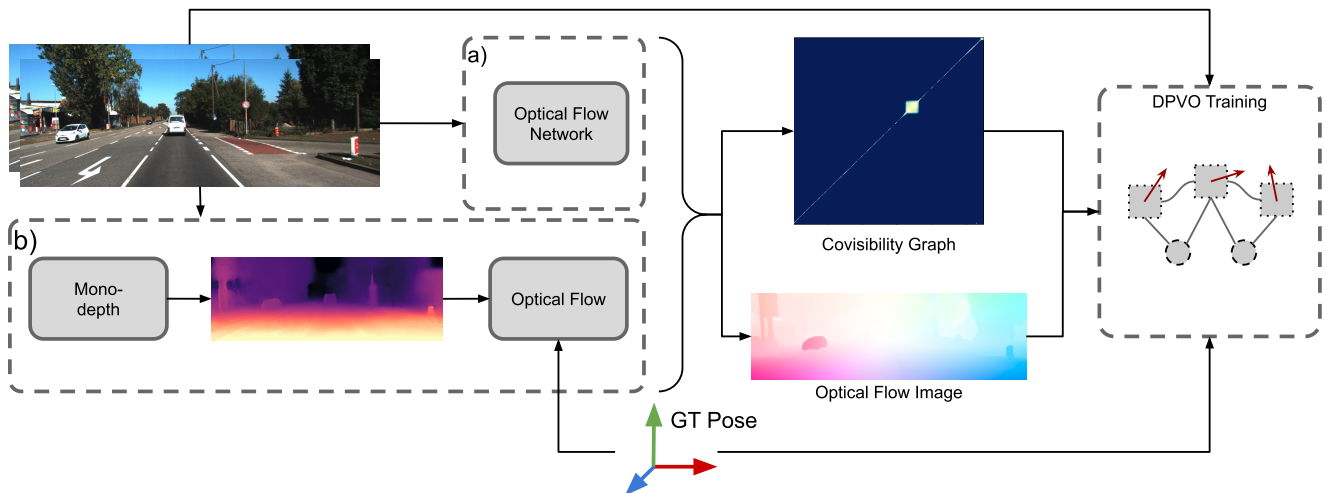 a)
Optical Flow
Network
DPVO Training
b)
Mono-
depth
Optical Flow
Covisibility Graph
Optical Flow Image
GT Pose